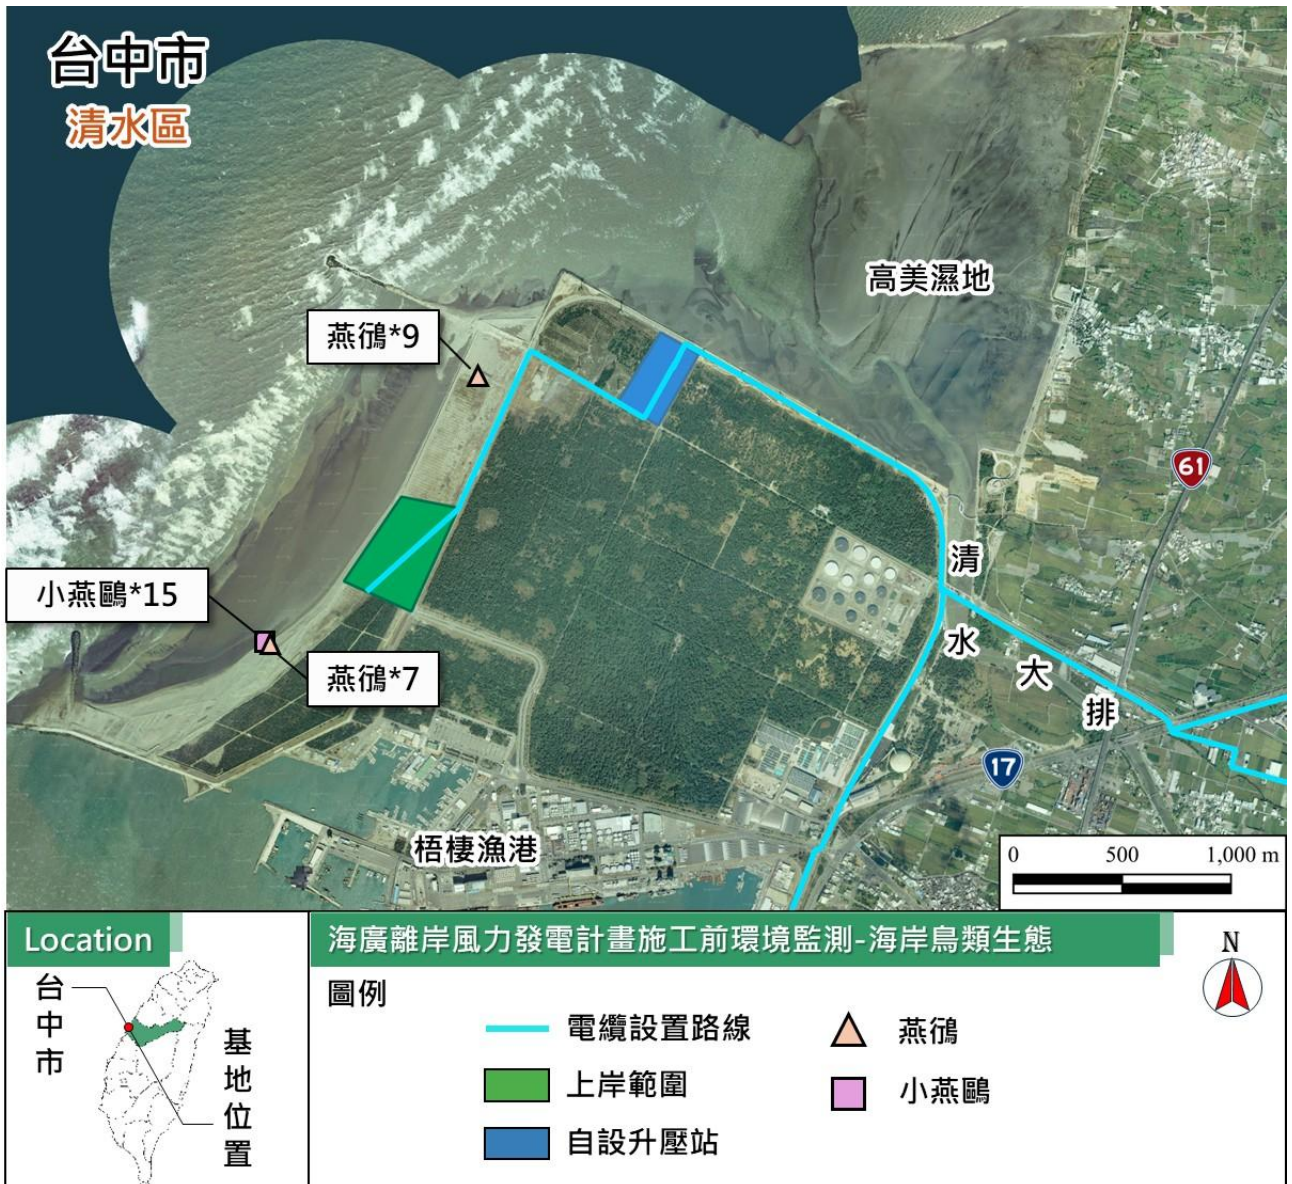 台中市
清水區
高美濕地
燕鴴*9
61
清水大排
小燕鷗*15
燕鴴*7
17
梧棲漁港
0 500 1,000 m
Location
台中市
基地位置
海廣離岸風力發電計畫施工前環境監測-海岸鳥類生態
N
圖例
電纜設置路線
燕鴴
上岸範圍
小燕鷗
自設升壓站